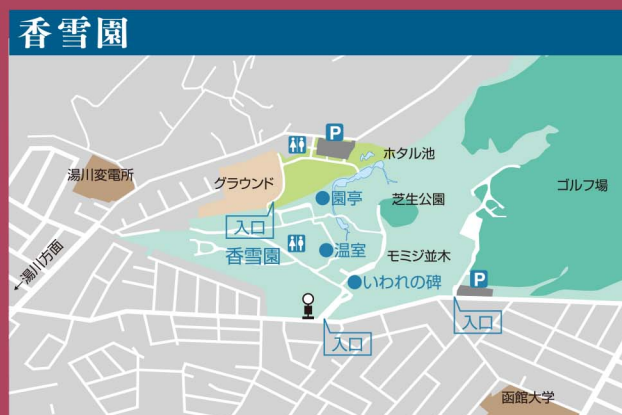 香雪園
P
ホタル池
湯川変電所
グラウンド
ゴルフ場
園亭
芝生公園
入口
香雪園
温室
モミジ並木
←湯川方面
いわれの碑
P
入口
入口
函館大学